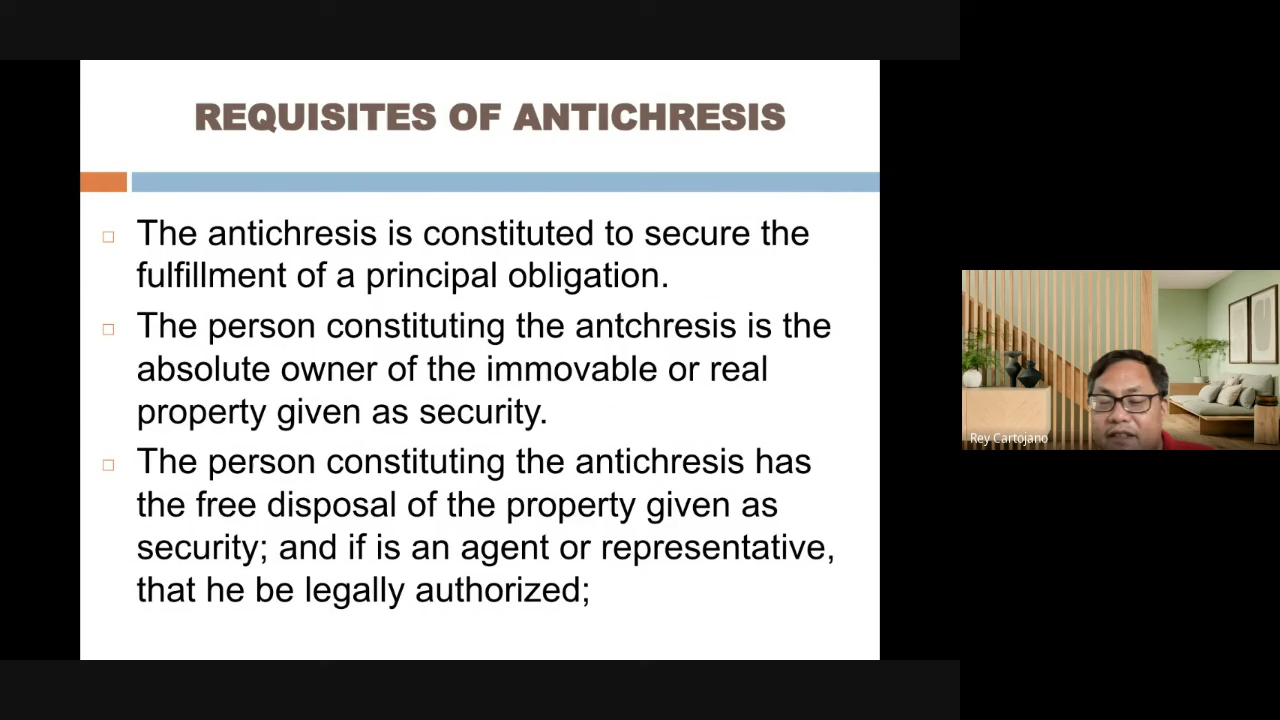 REQUISITES OF ANTICHRESIS
The antichresis is constituted to secure the
fulfillment of a principal obligation.
The person constituting the antchresis is the
absolute owner of the immovable or real
property given as security.
The person constituting the antichresis has
the free disposal of the property given as
security; and if is an agent or representative,
that he be legally authorized;
Rey Cartojano